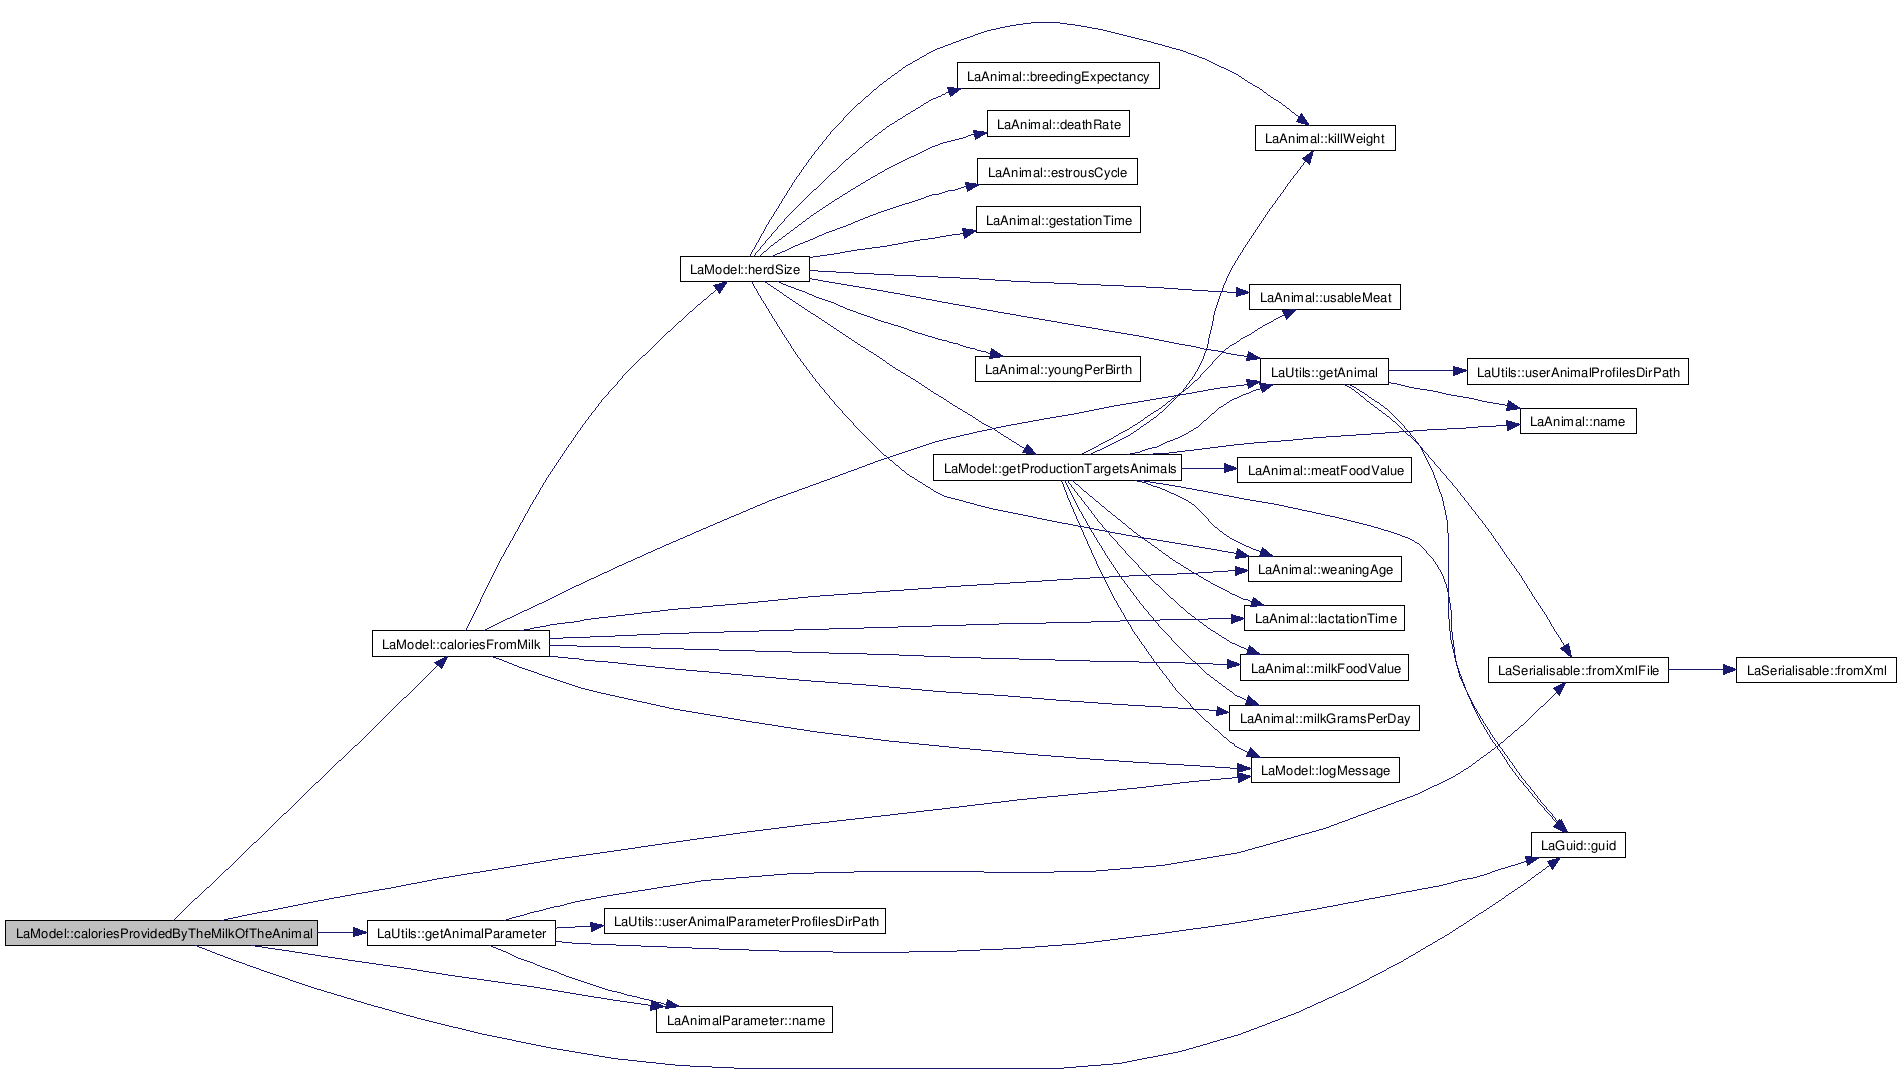 LaAnimal::breedingExpectancy
LaAnimal::deathRate
LaAnimal::killWeight
LaAnimal::estrousCycle
LaAnimal::gestationTime
LaModel::herdSize
LaAnimal::usableMeat
LaAnimal::youngPerBirth
LaUtils::getAnimal
LaUtils::userAnimalProfilesDirPath
LaAnimal::name
LaModel::getProductionTargetsAnimals
LaAnimal::meatFoodValue
LaAnimal::weaningAge
LaAnimal::lactationTime
LaModel::caloriesFromMilk
LaAnimal::milkFoodValue
LaSerialisable::fromXmlFile
LaSerialisable::fromXml
LaAnimal::milkGramsPerDay
LaModel::logMessage
LaGuid::guid
LaModel::caloriesProvidedByTheMilkOfTheAnimal
LaUtils::getAnimalParameter
LaUtils::userAnimalParameterProfilesDirPath
LaAnimalParameter::name